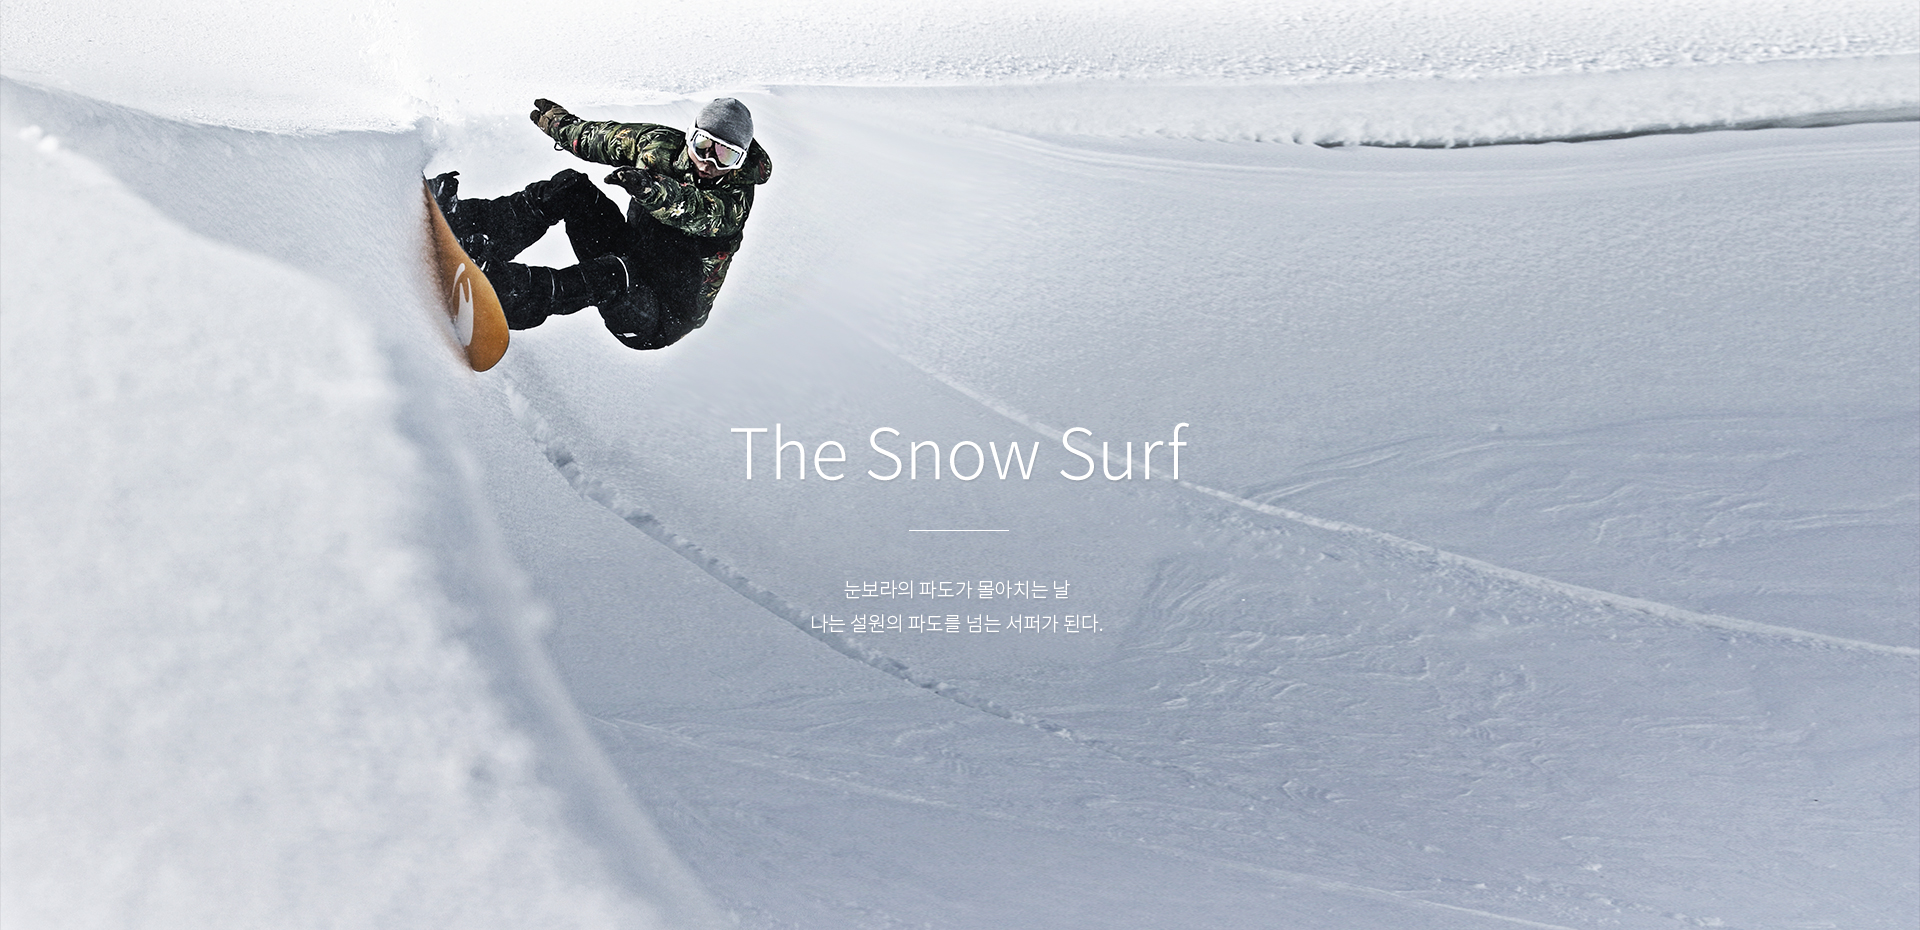 The Snow Surf
눈보라의 파도가 몰아치는 날
나는 설원의 파도를 넘는 서퍼가 된다.